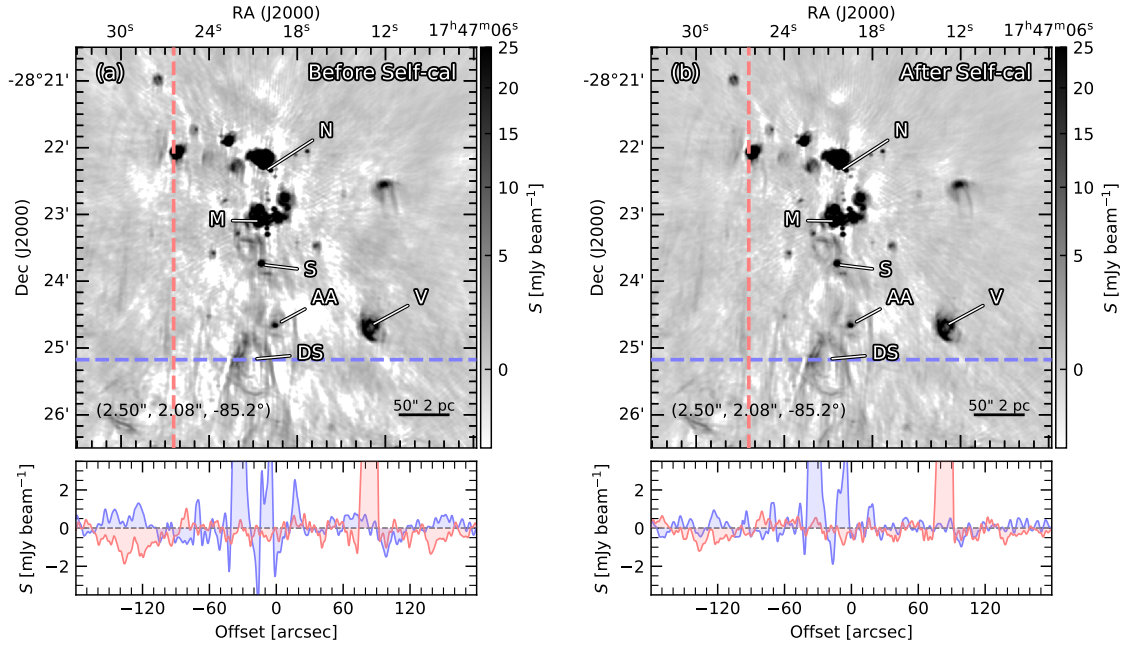 RA (J2000)
30ˢ 24ˢ 18ˢ 12ˢ 17ʰ47ᵐ06ˢ
-28°21'
22'
23'
24'
25'
26'
Dec (J2000)
(a)
Before Self-cal
N
M
S
AA
V
DS
(2.50", 2.08", -85.2°)
50" 2 pc
25
20
15
10
5
0
S [mJy beam⁻¹]
2
0
−2
S [mJy beam⁻¹]
−120 −60 0 60 120
Offset [arcsec]
RA (J2000)
30ˢ 24ˢ 18ˢ 12ˢ 17ʰ47ᵐ06ˢ
-28°21'
22'
23'
24'
25'
26'
Dec (J2000)
(b)
After Self-cal
N
M
S
AA
V
DS
(2.50", 2.08", -85.2°)
50" 2 pc
25
20
15
10
5
0
S [mJy beam⁻¹]
2
0
−2
S [mJy beam⁻¹]
−120 −60 0 60 120
Offset [arcsec]